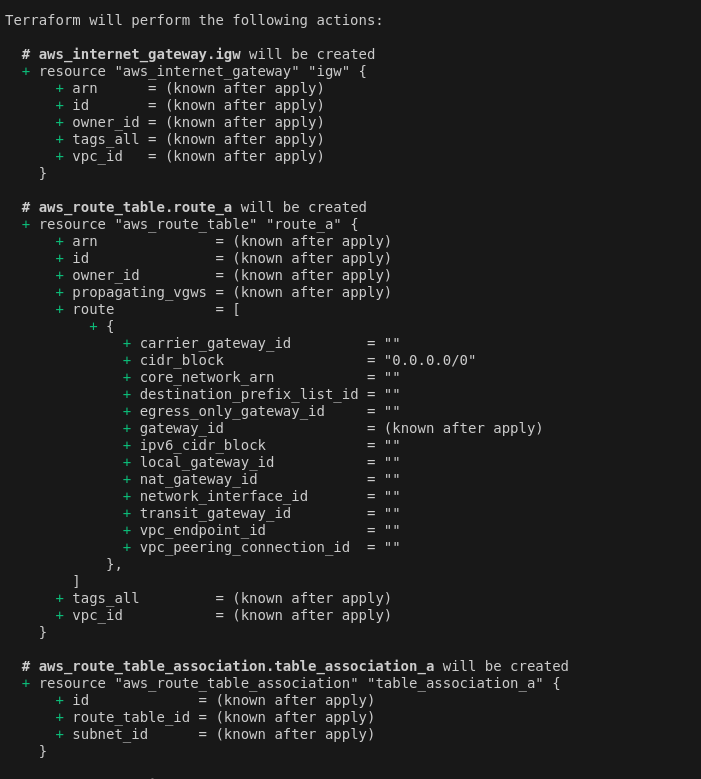 Terraform will perform the following actions:

  # aws_internet_gateway.igw will be created
  + resource "aws_internet_gateway" "igw" {
      + arn      = (known after apply)
      + id       = (known after apply)
      + owner_id = (known after apply)
      + tags_all = (known after apply)
      + vpc_id   = (known after apply)
    }

  # aws_route_table.route_a will be created
  + resource "aws_route_table" "route_a" {
      + arn              = (known after apply)
      + id               = (known after apply)
      + owner_id         = (known after apply)
      + propagating_vgws = (known after apply)
      + route            = [
          + {
              + carrier_gateway_id         = ""
              + cidr_block                 = "0.0.0.0/0"
              + core_network_arn           = ""
              + destination_prefix_list_id = ""
              + egress_only_gateway_id     = ""
              + gateway_id                 = (known after apply)
              + ipv6_cidr_block            = ""
              + local_gateway_id           = ""
              + nat_gateway_id             = ""
              + network_interface_id       = ""
              + transit_gateway_id         = ""
              + vpc_endpoint_id            = ""
              + vpc_peering_connection_id  = ""
            },
        ]
      + tags_all         = (known after apply)
      + vpc_id           = (known after apply)
    }

  # aws_route_table_association.table_association_a will be created
  + resource "aws_route_table_association" "table_association_a" {
      + id             = (known after apply)
      + route_table_id = (known after apply)
      + subnet_id      = (known after apply)
    }